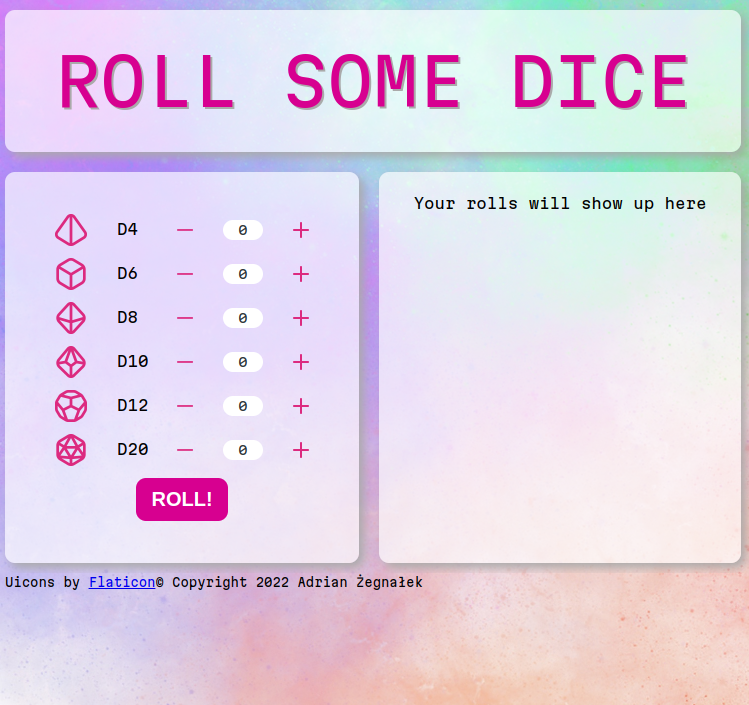 ROLL SOME DICE
D4 0
D6 0
D8 0
D10 0
D12 0
D20 0
ROLL!
Your rolls will show up here
Uicons by Flaticon© Copyright 2022 Adrian Żegnałek